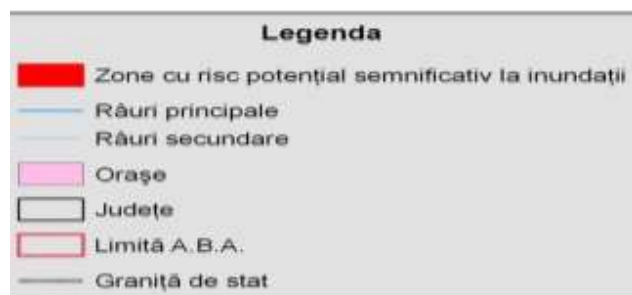 Legenda
Zone cu risc potențial semnificativ la inundații
Râuri principale
Râuri secundare
Orașe
Județe
Limită A.B.A.
Graniță de stat